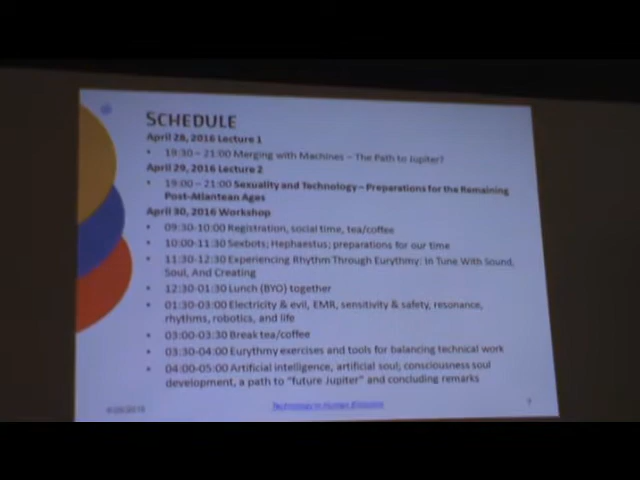 SCHEDULE
April 28, 2016 Lecture 1
• 19:30 – 21:00 Merging with Machines – The Path to Jupiter?
April 29, 2016 Lecture 2
• 19:00 – 21:00 Sexuality and Technology – Preparations for the Remaining
Post-Atlantean Ages
April 30, 2016 Workshop
• 09:30-10:00 Registration, social time, tea/coffee
• 10:00-11:30 Sexbots; Hephaestus; preparations for our time
• 11:30-12:30 Experiencing Rhythm Through Eurythmy: In Tune With Sound,
Soul, And Creating
• 12:30-01:30 Lunch (BYO) together
• 01:30-03:00 Electricity & evil, EMR, sensitivity & safety, resonance,
rhythms, robotics, and life
• 03:00-03:30 Break tea/coffee
• 03:30-04:00 Eurythmy exercises and tools for balancing technical work
• 04:00-05:00 Artificial intelligence, artificial soul; consciousness soul
development, a path to "future Jupiter" and concluding remarks
Technology in Human Evolution